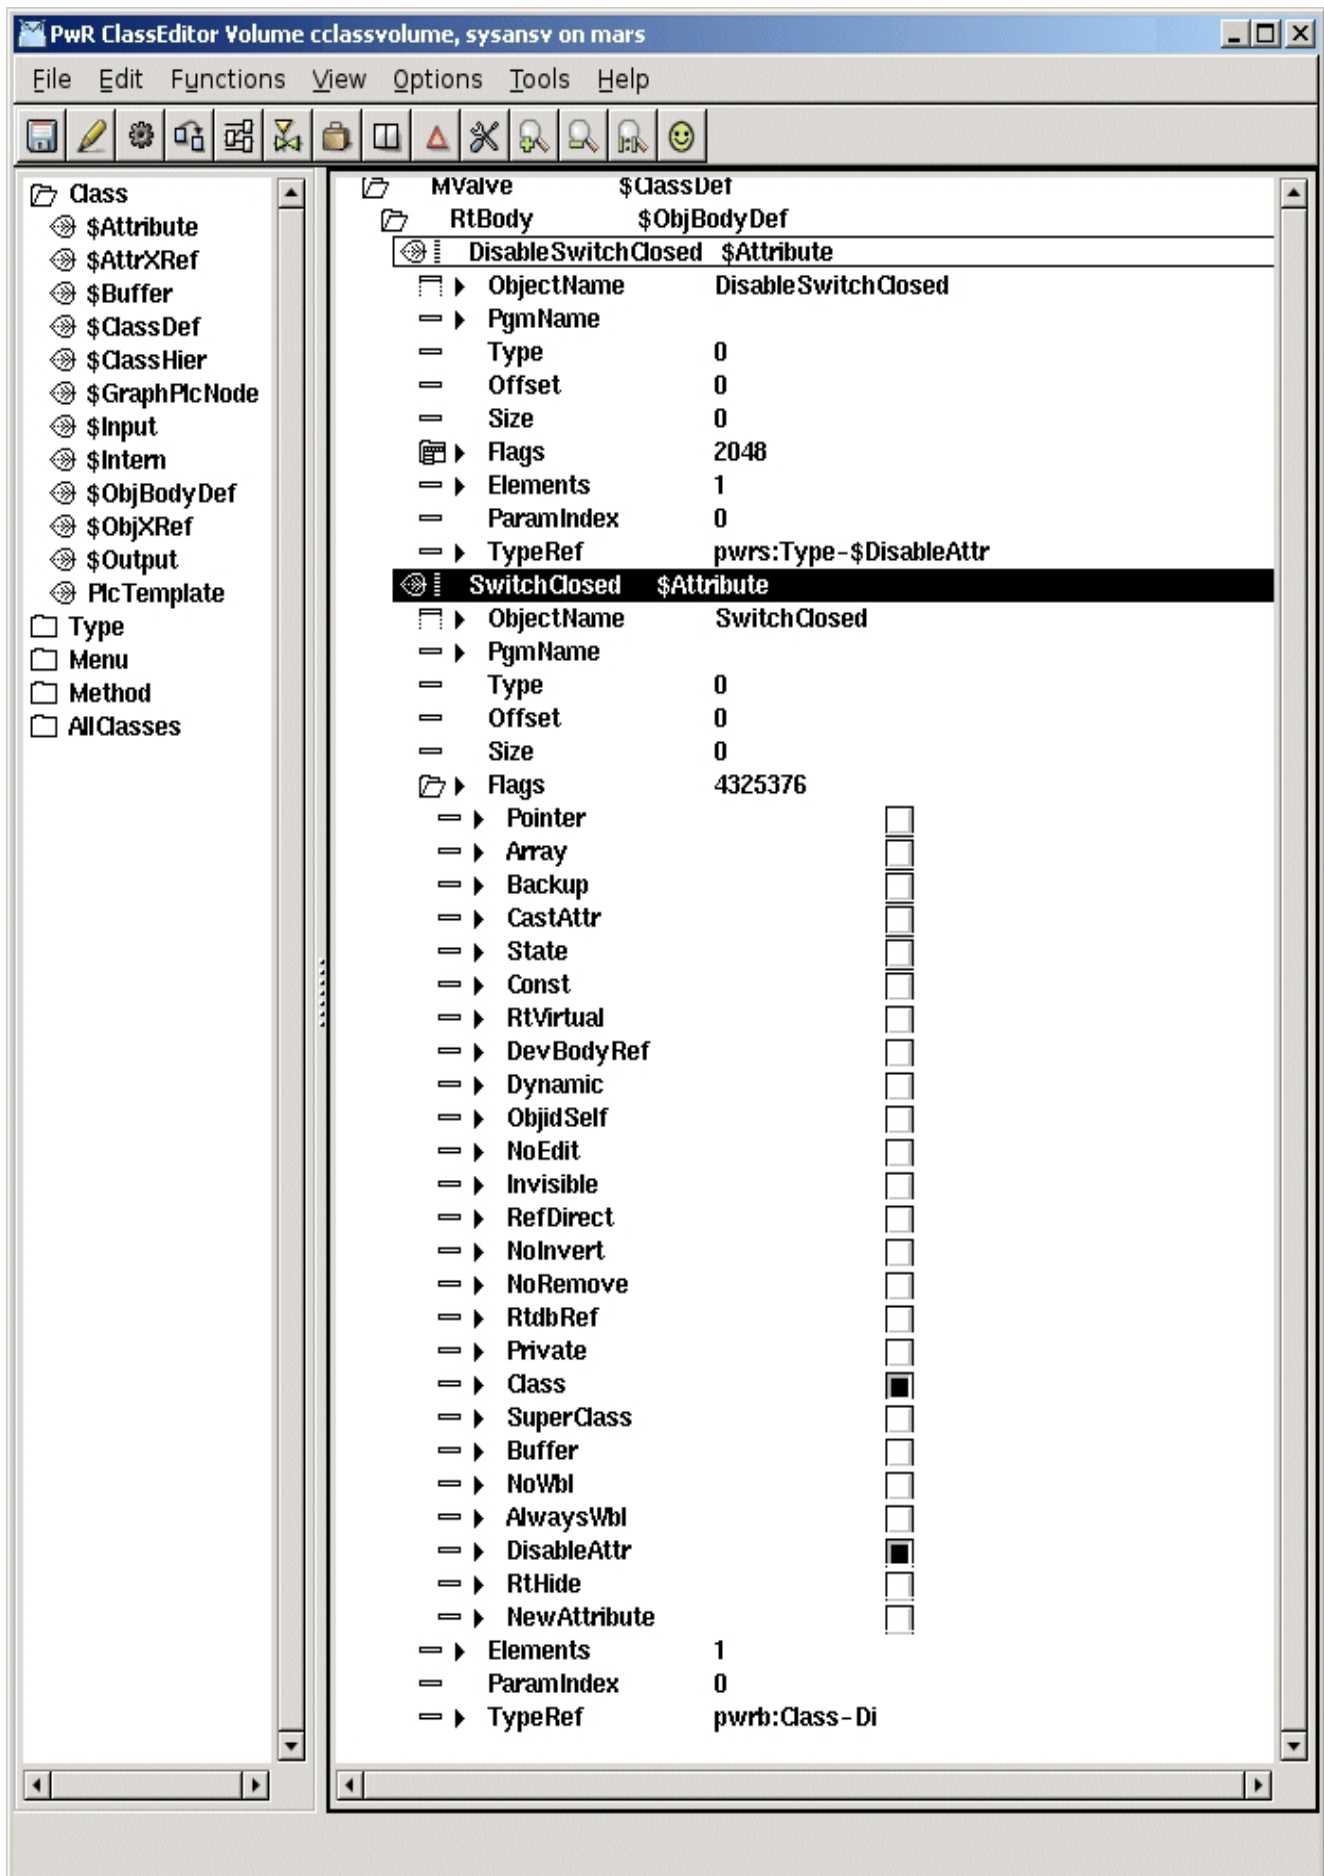 PwR ClassEditor Volume cclassvolume, sysansv on mars
File Edit Functions View Options Tools Help
Class
$Attribute
$AttrXRef
$Buffer
$ClassDef
$ClassHier
$GraphPlcNode
$Input
$Intern
$ObjBodyDef
$ObjXRef
$Output
PlcTemplate
Type
Menu
Method
AllClasses
MValve $ClassDef
RtBody $ObjBodyDef
DisableSwitchClosed $Attribute
ObjectName DisableSwitchClosed
PgmName
Type 0
Offset 0
Size 0
Flags 2048
Elements 1
ParamIndex 0
TypeRef pwrs:Type-$DisableAttr
SwitchClosed $Attribute
ObjectName SwitchClosed
PgmName
Type 0
Offset 0
Size 0
Flags 4325376
Pointer
Array
Backup
CastAttr
State
Const
RtVirtual
DevBodyRef
Dynamic
ObjidSelf
NoEdit
Invisible
RefDirect
NoInvert
NoRemove
RtdbRef
Private
Class
SuperClass
Buffer
NoWbl
AlwaysWbl
DisableAttr
RtHide
NewAttribute
Elements 1
ParamIndex 0
TypeRef pwrb:Class-Di